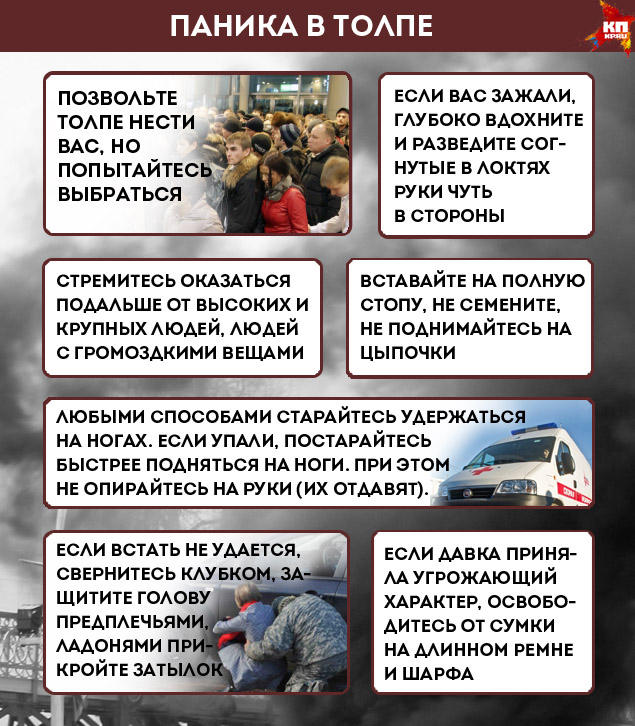 ПАНИКА В ТОЛПЕ
КП
KP.RU
ПОЗВОЛЬТЕ
ТОЛПЕ НЕСТИ
ВАС, НО
ПОПЫТАЙТЕСЬ
ВЫБРАТЬСЯ
ЕСЛИ ВАС ЗАЖАЛИ,
ГЛУБОКО ВДОХНИТЕ
И РАЗВЕДИТЕ СОГ-
НУТЫЕ В ЛОКТЯХ
РУКИ ЧУТЬ
В СТОРОНЫ
СТРЕМИТЕСЬ ОКАЗАТЬСЯ
ПОДАЛЬШЕ ОТ ВЫСОКИХ И
КРУПНЫХ ЛЮДЕЙ, ЛЮДЕЙ
С ГРОМОЗДКИМИ ВЕЩАМИ
ВСТАВАЙТЕ НА ПОЛНУЮ
СТОПУ, НЕ СЕМЕНИТЕ,
НЕ ПОДНИМАЙТЕСЬ НА
ЦЫПОЧКИ
ЛЮБЫМИ СПОСОБАМИ СТАРАЙТЕСЬ УДЕРЖАТЬСЯ
НА НОГАХ. ЕСЛИ УПАЛИ, ПОСТАРАЙТЕСЬ
БЫСТРЕЕ ПОДНЯТЬСЯ НА НОГИ. ПРИ ЭТОМ
НЕ ОПИРАЙТЕСЬ НА РУКИ (ИХ ОТДАВЯТ).
ЕСЛИ ВСТАТЬ НЕ УДАЕТСЯ,
СВЕРНИТЕСЬ КЛУБКОМ, ЗА-
ЩИТИТЕ ГОЛОВУ
ПРЕДПЛЕЧЬЯМИ,
ЛАДОНЯМИ ПРИ-
КРОЙТЕ ЗАТЫЛОК
ЕСЛИ ДАВКА ПРИНЯ-
ЛА УГРОЖАЮЩИЙ
ХАРАКТЕР, ОСВОБО-
ДИТЕСЬ ОТ СУМКИ
НА ДЛИННОМ РЕМНЕ
И ШАРФА